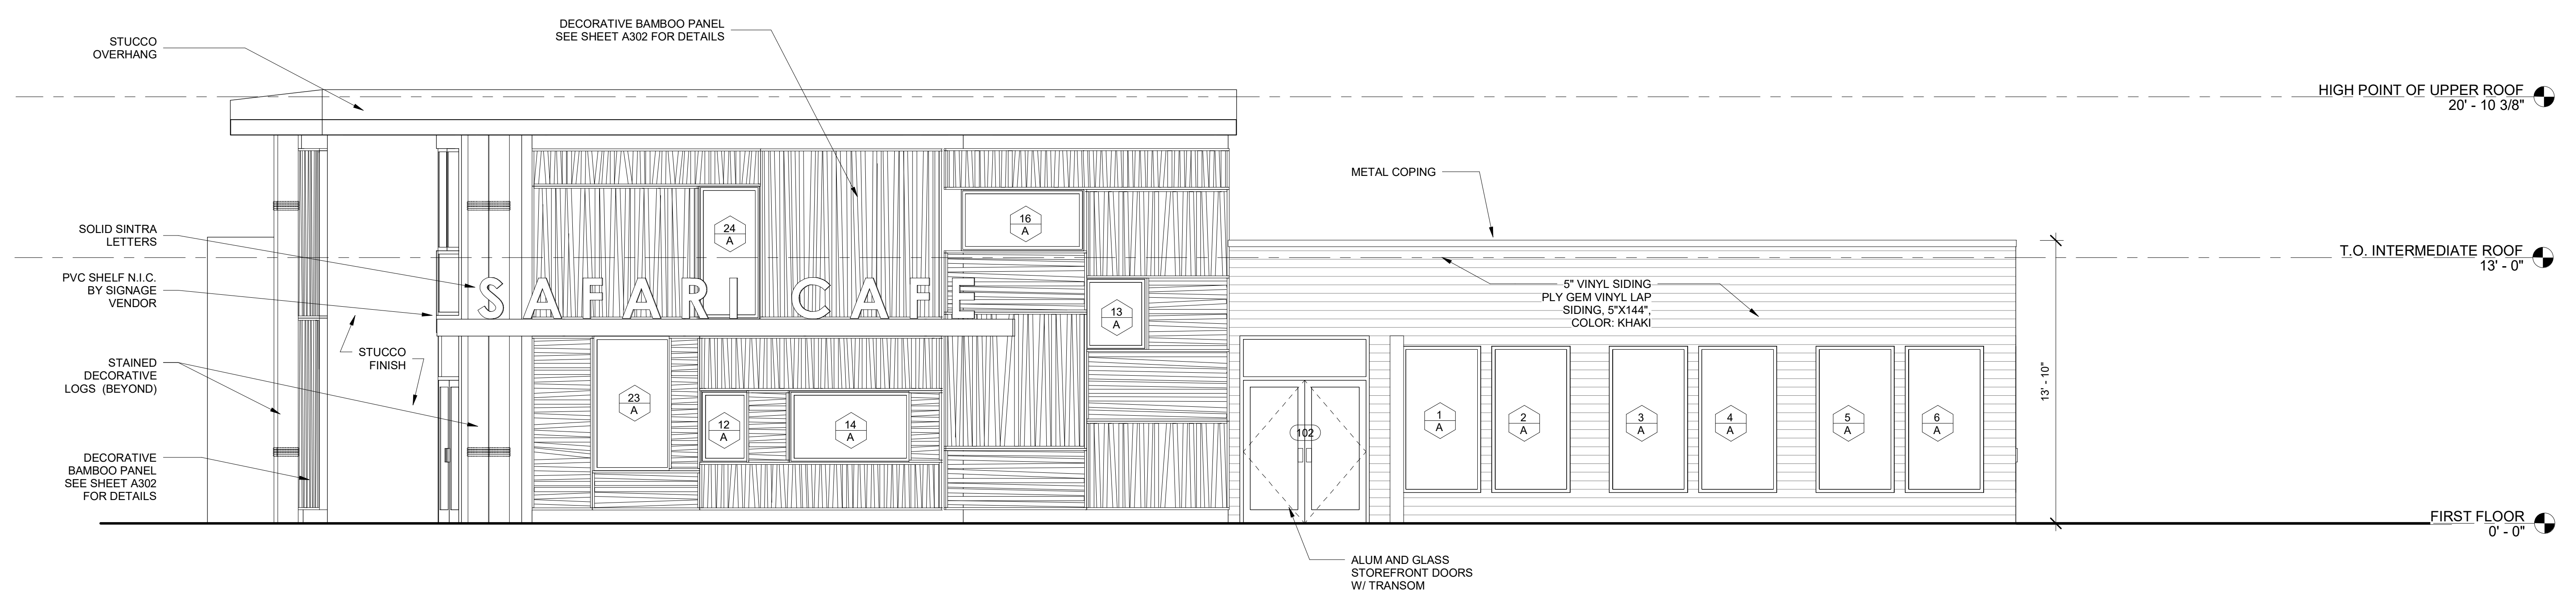 DECORATIVE BAMBOO PANEL
SEE SHEET A302 FOR DETAILS
STUCCO
OVERHANG
HIGH POINT OF UPPER ROOF
20' - 10 3/8"
METAL COPING
SOLID SINTRA
LETTERS
24
A
16
A
T.O. INTERMEDIATE ROOF
13' - 0"
PVC SHELF N.I.C.
BY SIGNAGE
VENDOR
SAFARI CAFE
13
A
5" VINYL SIDING
PLY GEM VINYL LAP
SIDING, 5"X144",
COLOR: KHAKI
STUCCO
FINISH
STAINED
DECORATIVE
LOGS (BEYOND)
13' - 10"
23
A
12
A
14
A
102
1
A
2
A
3
A
4
A
5
A
6
A
DECORATIVE
BAMBOO PANEL
SEE SHEET A302
FOR DETAILS
FIRST FLOOR
0' - 0"
ALUM AND GLASS
STOREFRONT DOORS
W/ TRANSOM